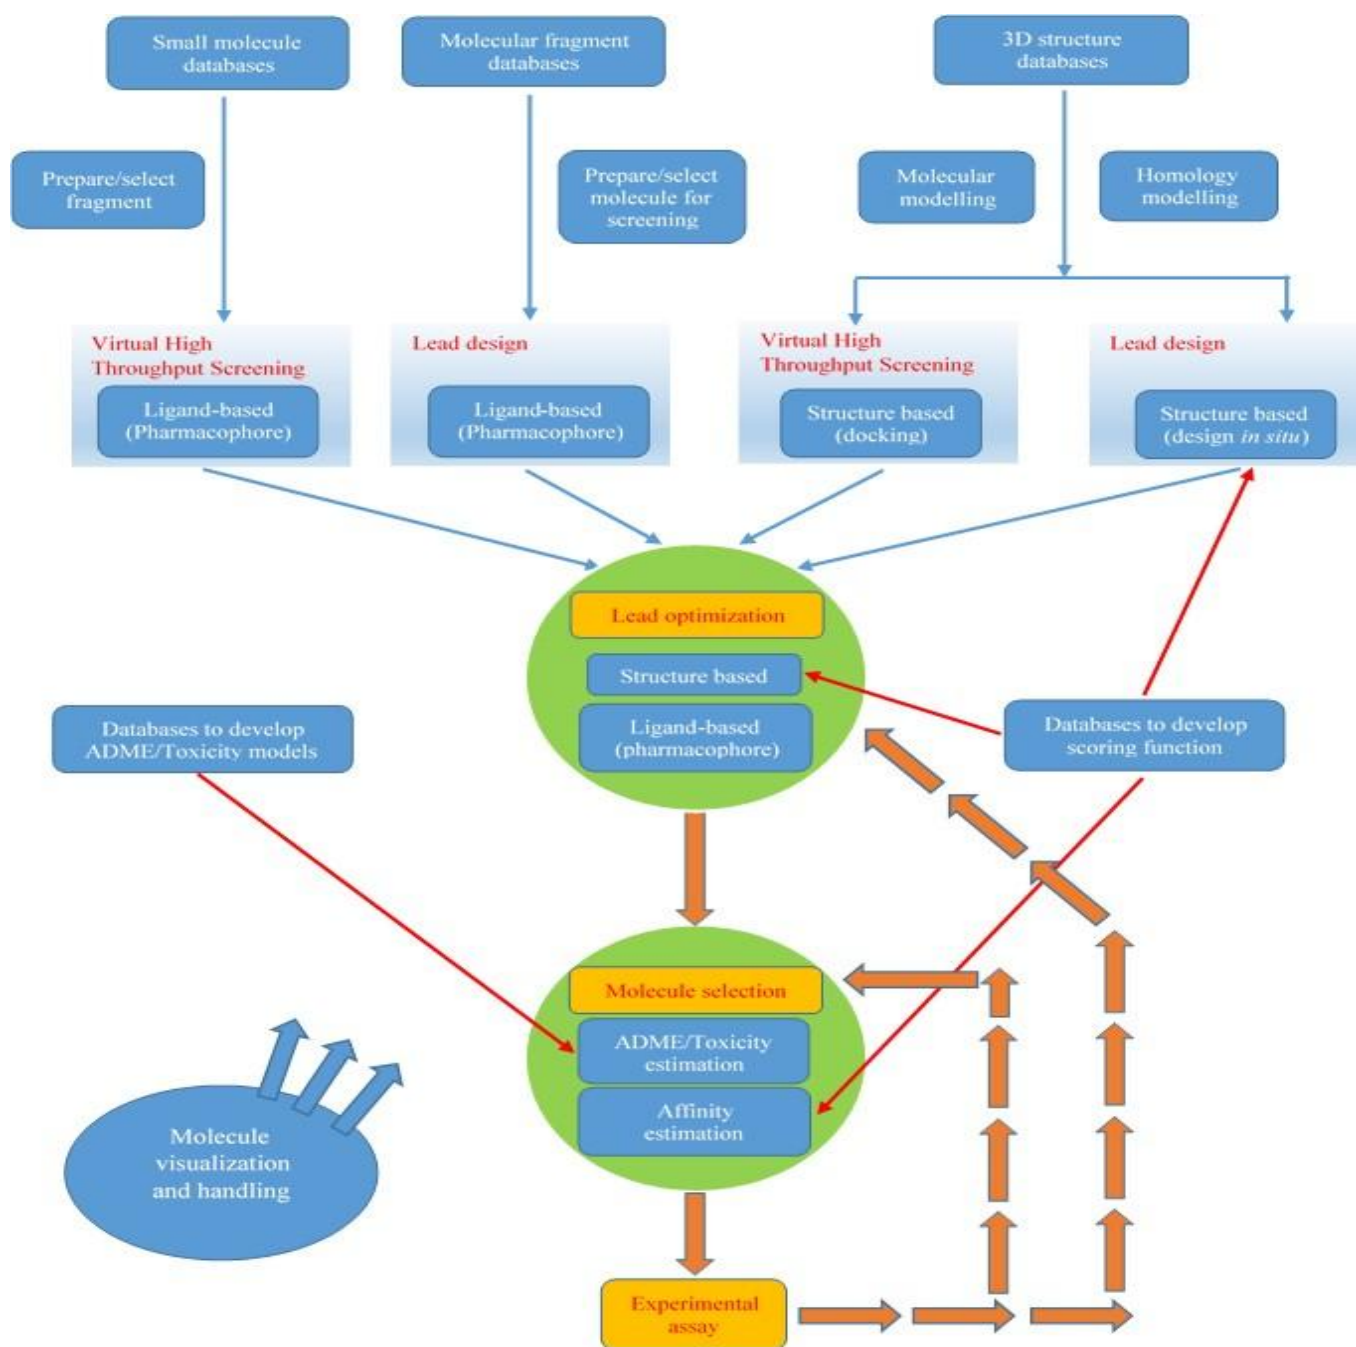 Small molecule
databases
Molecular fragment
databases
3D structure
databases
Prepare/select
fragment
Prepare/select
molecule for
screening
Molecular
modelling
Homology
modelling
Virtual High
Throughput Screening
Ligand-based
(Pharmacophore)
Lead design
Ligand-based
(Pharmacophore)
Virtual High
Throughput Screening
Structure based
(docking)
Lead design
Structure based
(design in situ)
Lead optimization
Structure based
Ligand-based
(pharmacophore)
Databases to develop
ADME/Toxicity models
Databases to develop
scoring function
Molecule selection
ADME/Toxicity
estimation
Affinity
estimation
Molecule
visualization
and handling
Experimental
assay